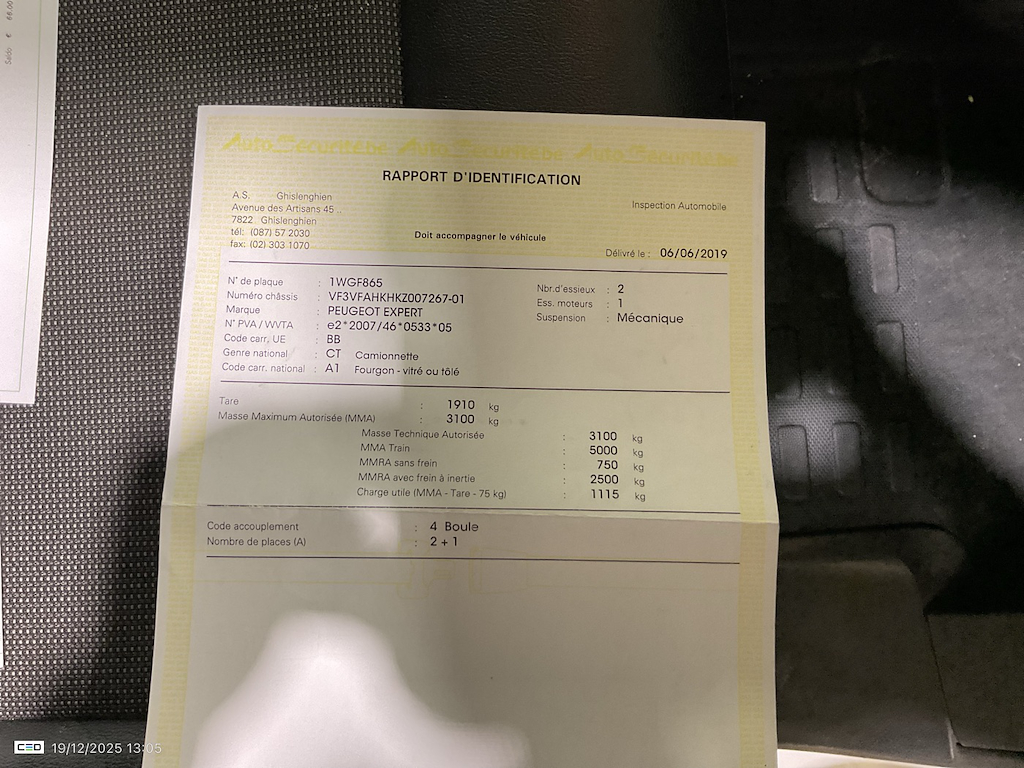 Saldo € 66.00
Auto Securitebe Auto Securitebe Auto Securitebe
RAPPORT D'IDENTIFICATION
A.S. Ghislenghien
Avenue des Artisans 45 ..
7822 Ghislenghien
tél: (087) 57 2030
fax: (02) 303 1070
Inspection Automobile
Doit accompagner le véhicule
Délivré le : 06/06/2019
N° de plaque : 1WGF865
Numéro châssis : VF3VFAHKHKZ007267-01
Marque : PEUGEOT EXPERT
N° PVA / WVTA : e2*2007/46*0533*05
Code carr. UE : BB
Genre national : CT Camionnette
Code carr. national : A1 Fourgon - vitré ou tôlé
Nbr.d'essieux : 2
Ess. moteurs : 1
Suspension : Mécanique
Tare : 1910 kg
Masse Maximum Autorisée (MMA) : 3100 kg
Masse Technique Autorisée : 3100 kg
MMA Train : 5000 kg
MMRA sans frein : 750 kg
MMRA avec frein à inertie : 2500 kg
Charge utile (MMA - Tare - 75 kg) : 1115 kg
Code accouplement : 4 Boule
Nombre de places (A) : 2 + 1
CEO 19/12/2025 13:05